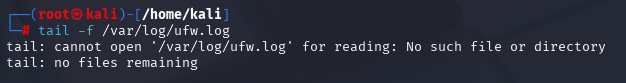 ┌──(root㉿kali)-[/home/kali]
└─# tail -f /var/log/ufw.log
tail: cannot open '/var/log/ufw.log' for reading: No such file or directory
tail: no files remaining